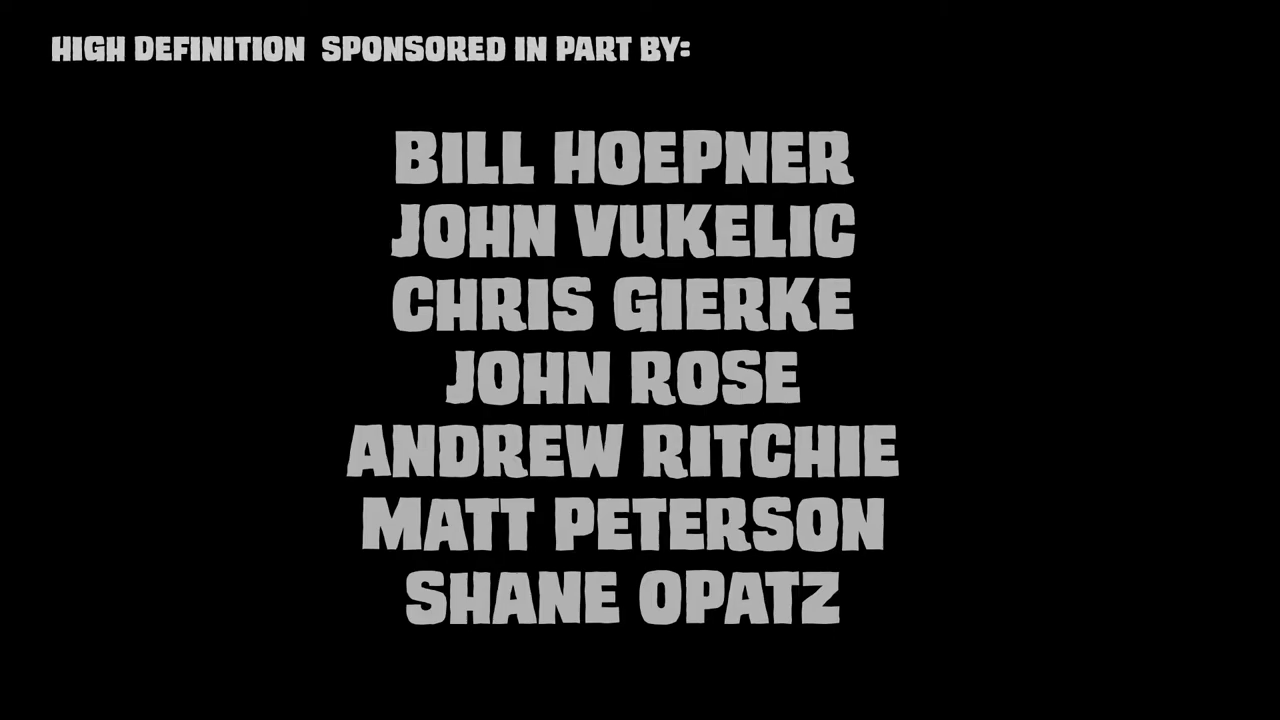 HIGH DEFINITION SPONSORED IN PART BY:
BILL HOEPNER
JOHN VUKELIC
CHRIS GIERKE
JOHN ROSE
ANDREW RITCHIE
MATT PETERSON
SHANE OPATZ